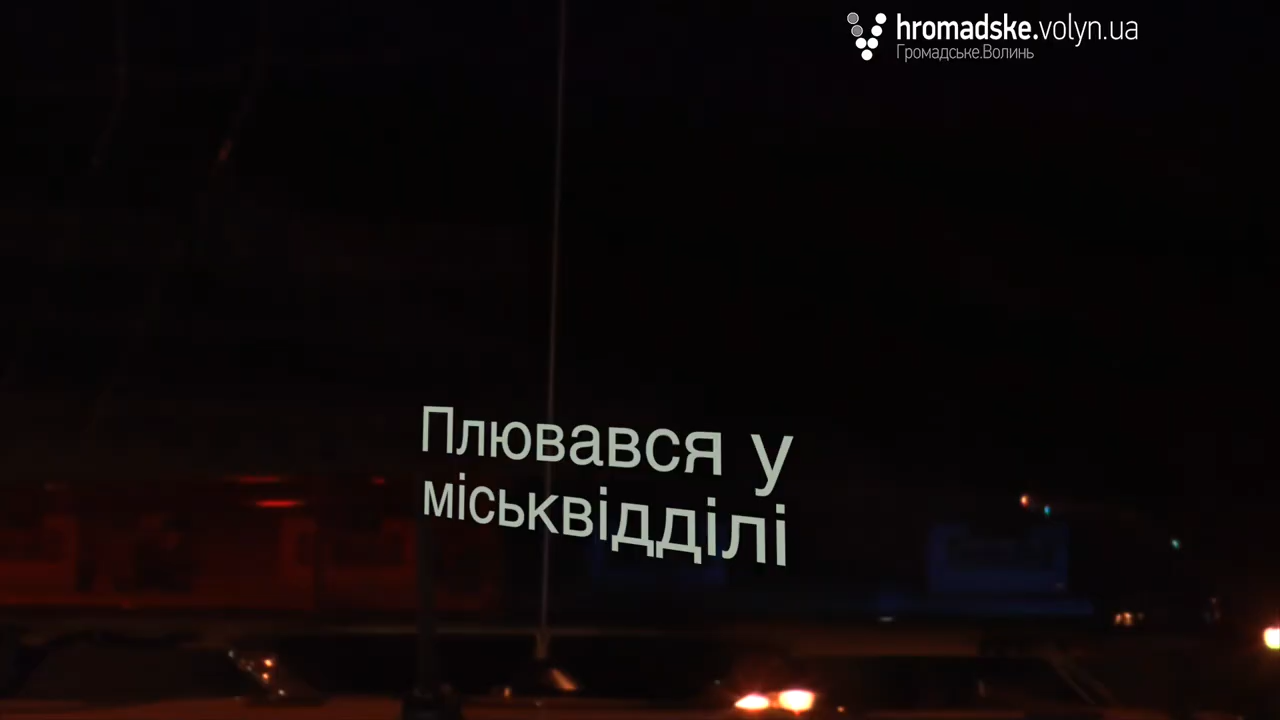 hromadske.volyn.ua
Громадське.Волинь
Плювався у
міськвідділі